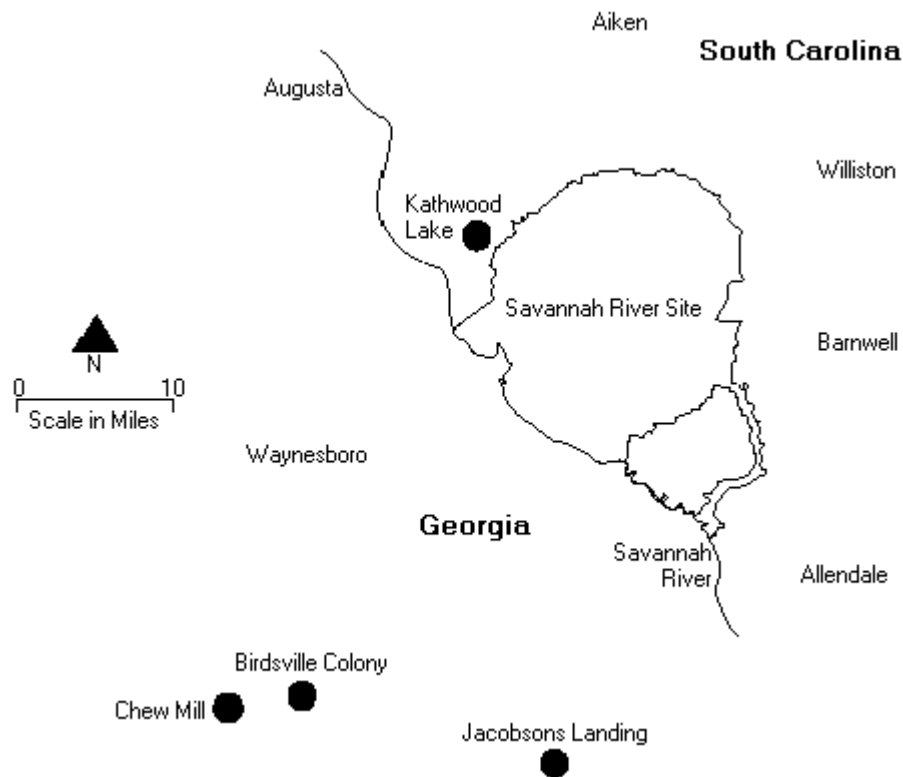 Aiken
South Carolina
Augusta
Williston
Kathwood
Lake
Savannah River Site
Barnwell
N
0 10
Scale in Miles
Waynesboro
Georgia
Savannah
River
Allendale
Birdsville Colony
Chew Mill
Jacobsons Landing